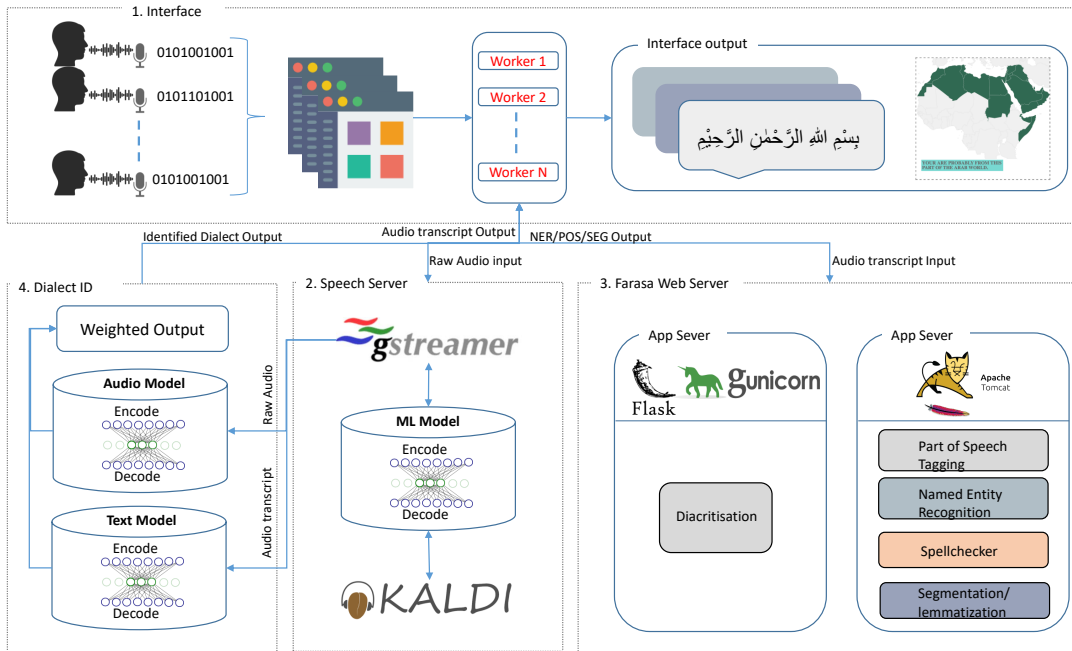 1. Interface
0101001001
0101101001
0101001001
Worker 1
Worker 2
Worker N
Interface output
بِسْمِ اللهِ الرَّحْمٰنِ الرَّحِيْمِ
YOUR ARE PROBABLY FROM THIS
PART OF THE ARAB WORLD.
Identified Dialect Output
Audio transcript Output
NER/POS/SEG Output
Raw Audio input
Audio transcript Input
4. Dialect ID
Weighted Output
Audio Model
Encode
Decode
Text Model
Encode
Decode
Raw Audio
Audio transcript
2. Speech Server
gstreamer
ML Model
Encode
Decode
KALDI
3. Farasa Web Server
App Sever
Flask
gunicorn
Diacritisation
App Sever
Apache
Tomcat
Part of Speech
Tagging
Named Entity
Recognition
Spellchecker
Segmentation/
lemmatization